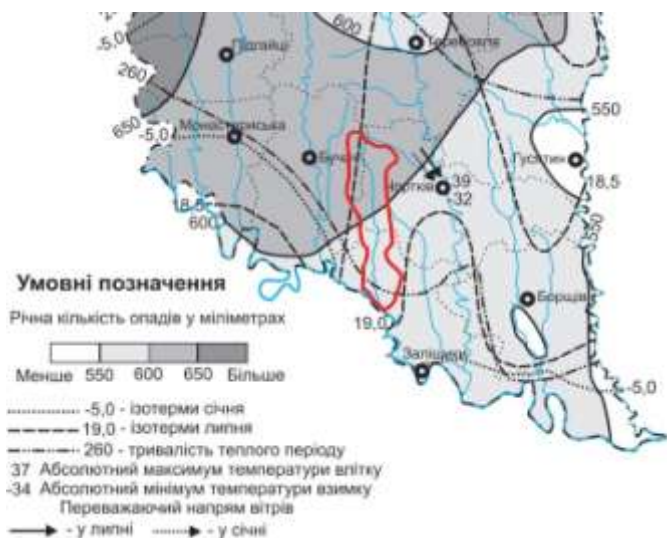 -5,0
600
Теребовля
Підгайці
260
650
-5,0
Монастириська
Бучач
550
Гусятин
Чортків
39
-32
18,5
18,5
600
550
Умовні позначення
Річна кількість опадів у міліметрах
Борщів
19,0
Менше 550 600 650 Більше
Заліщики
-5,0
-5,0 - ізотерми січня
19,0 - ізотерми липня
260 - тривалість теплого періоду
37 Абсолютний максимум температури влітку
-34 Абсолютний мінімум температури взимку
Переважаючий напрям вітрів
- у липні - у січні